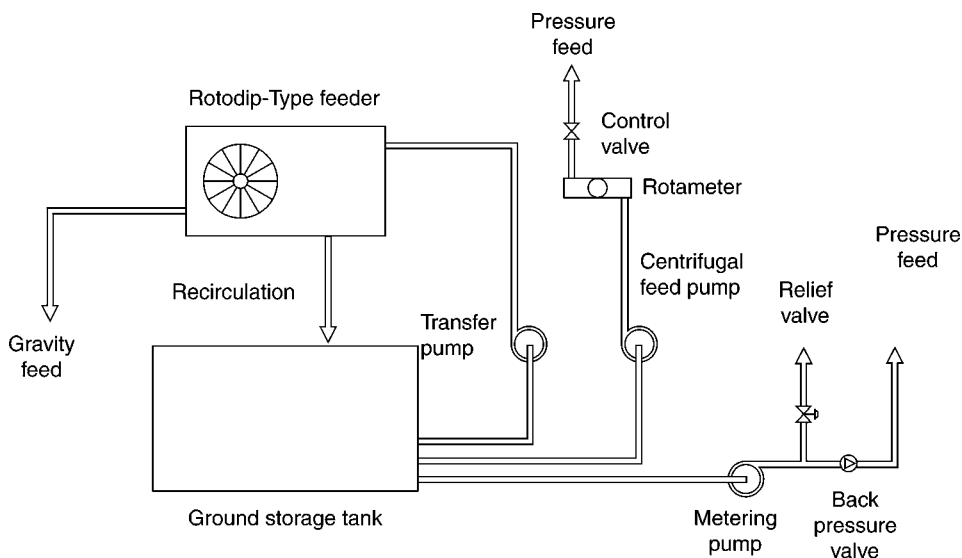 Pressure
feed
Rotodip-Type feeder
Control
valve
Rotameter
Pressure
feed
Centrifugal
feed pump
Recirculation
Relief
valve
Transfer
pump
Gravity
feed
Ground storage tank
Metering
pump
Back
pressure
valve